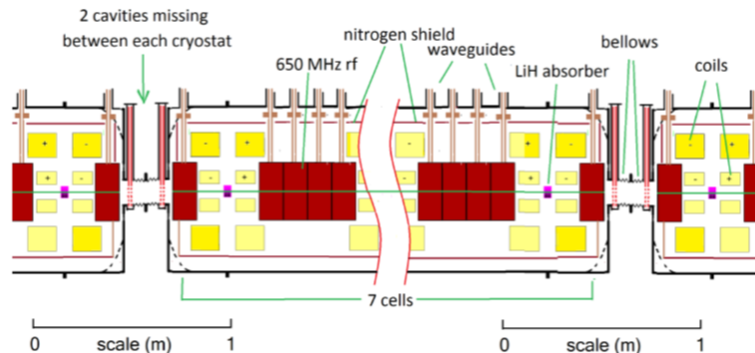 2 cavities missing
between each cryostat
nitrogen shield
waveguides
bellows
650 MHz rf
LiH absorber
coils
- + - - + -
+ - + - - + - +
7 cells
0 scale (m) 1
0 scale (m) 1